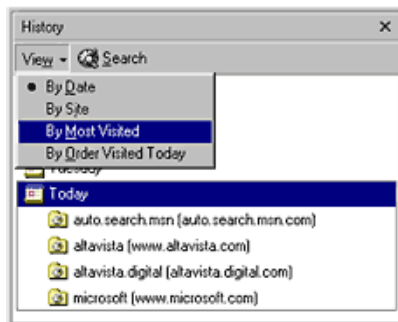 History
View Search
By Date
By Site
By Most Visited
By Order Visited Today
Tuesday
Today
auto.search.msn (auto.search.msn.com)
altavista (www.altavista.com)
altavista.digital (altavista.digital.com)
microsoft (www.microsoft.com)